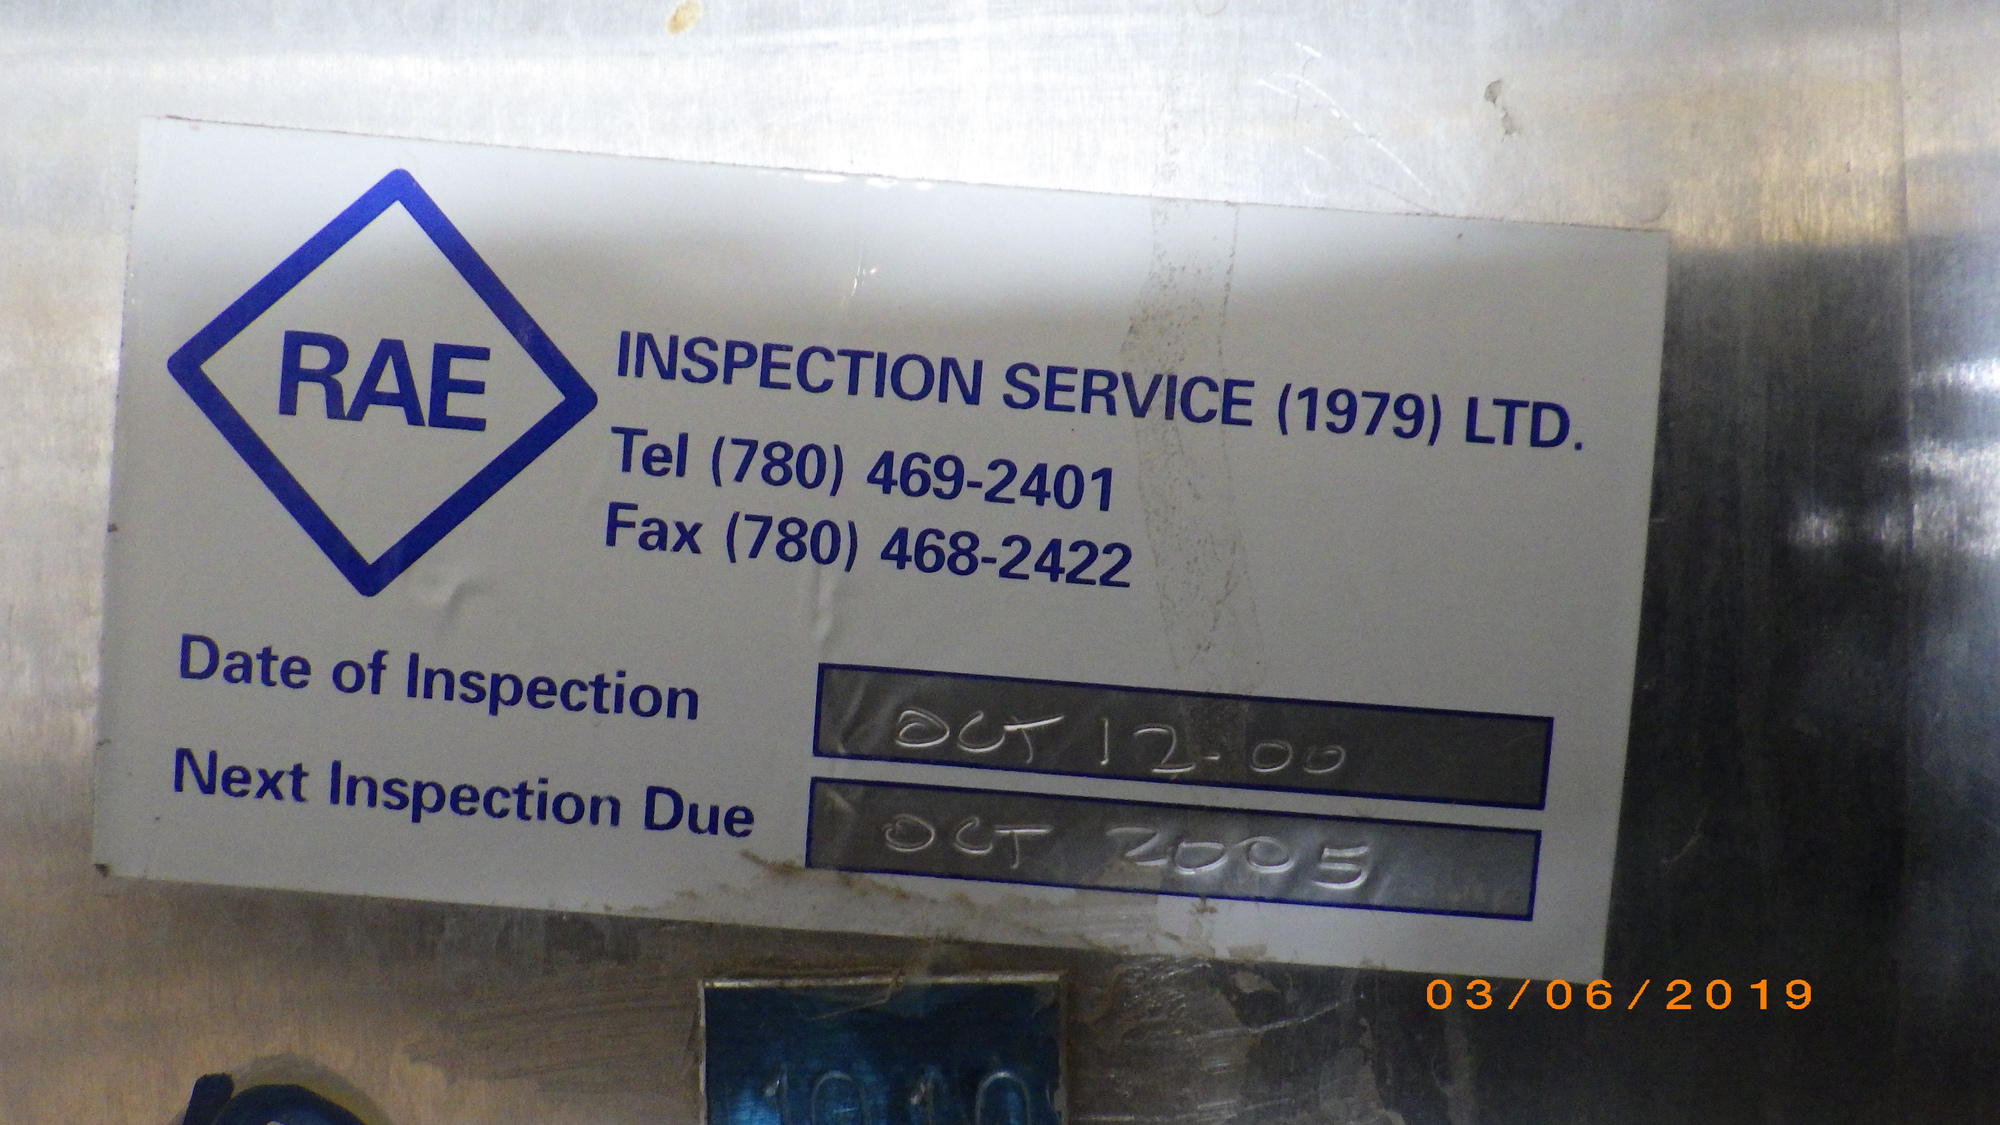 RAE
INSPECTION SERVICE (1979) LTD.
Tel (780) 469-2401
Fax (780) 468-2422
Date of Inspection OCT 12-00
Next Inspection Due OCT 2005
03/06/2019